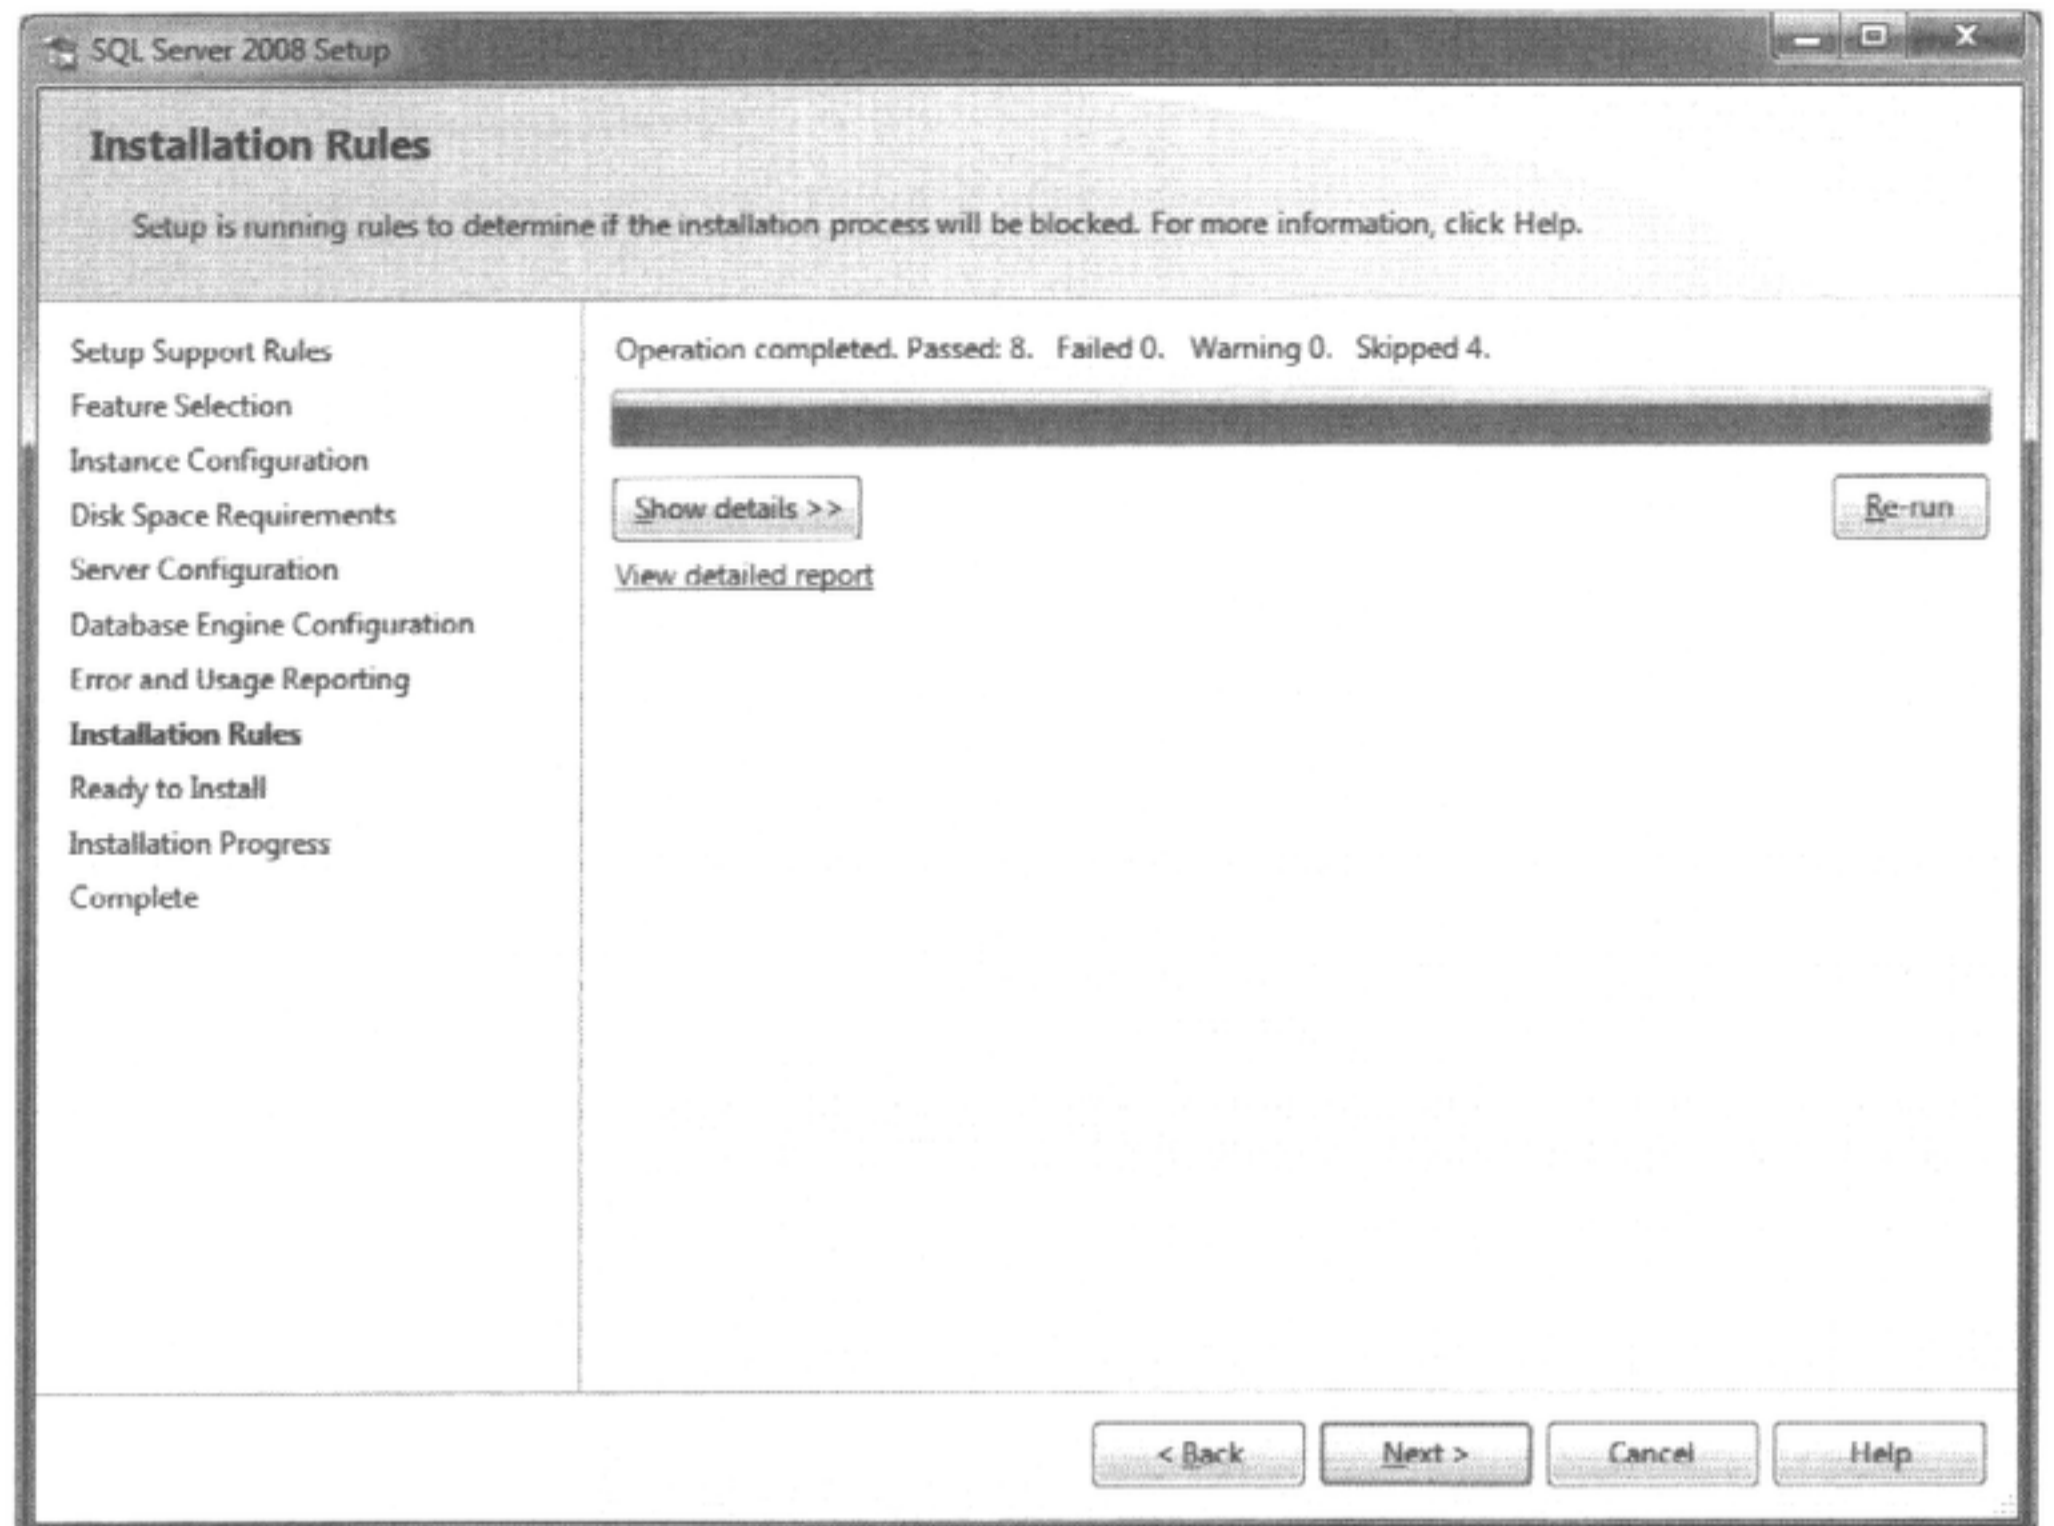 SQL Server 2008 Setup
Installation Rules
Setup is running rules to determine if the installation process will be blocked. For more information, click Help.
Setup Support Rules
Feature Selection
Instance Configuration
Disk Space Requirements
Server Configuration
Database Engine Configuration
Error and Usage Reporting
Installation Rules
Ready to Install
Installation Progress
Complete
Operation completed. Passed: 8. Failed 0. Warning 0. Skipped 4.
Show details >>
Re-run
View detailed report
< Back
Next >
Cancel
Help